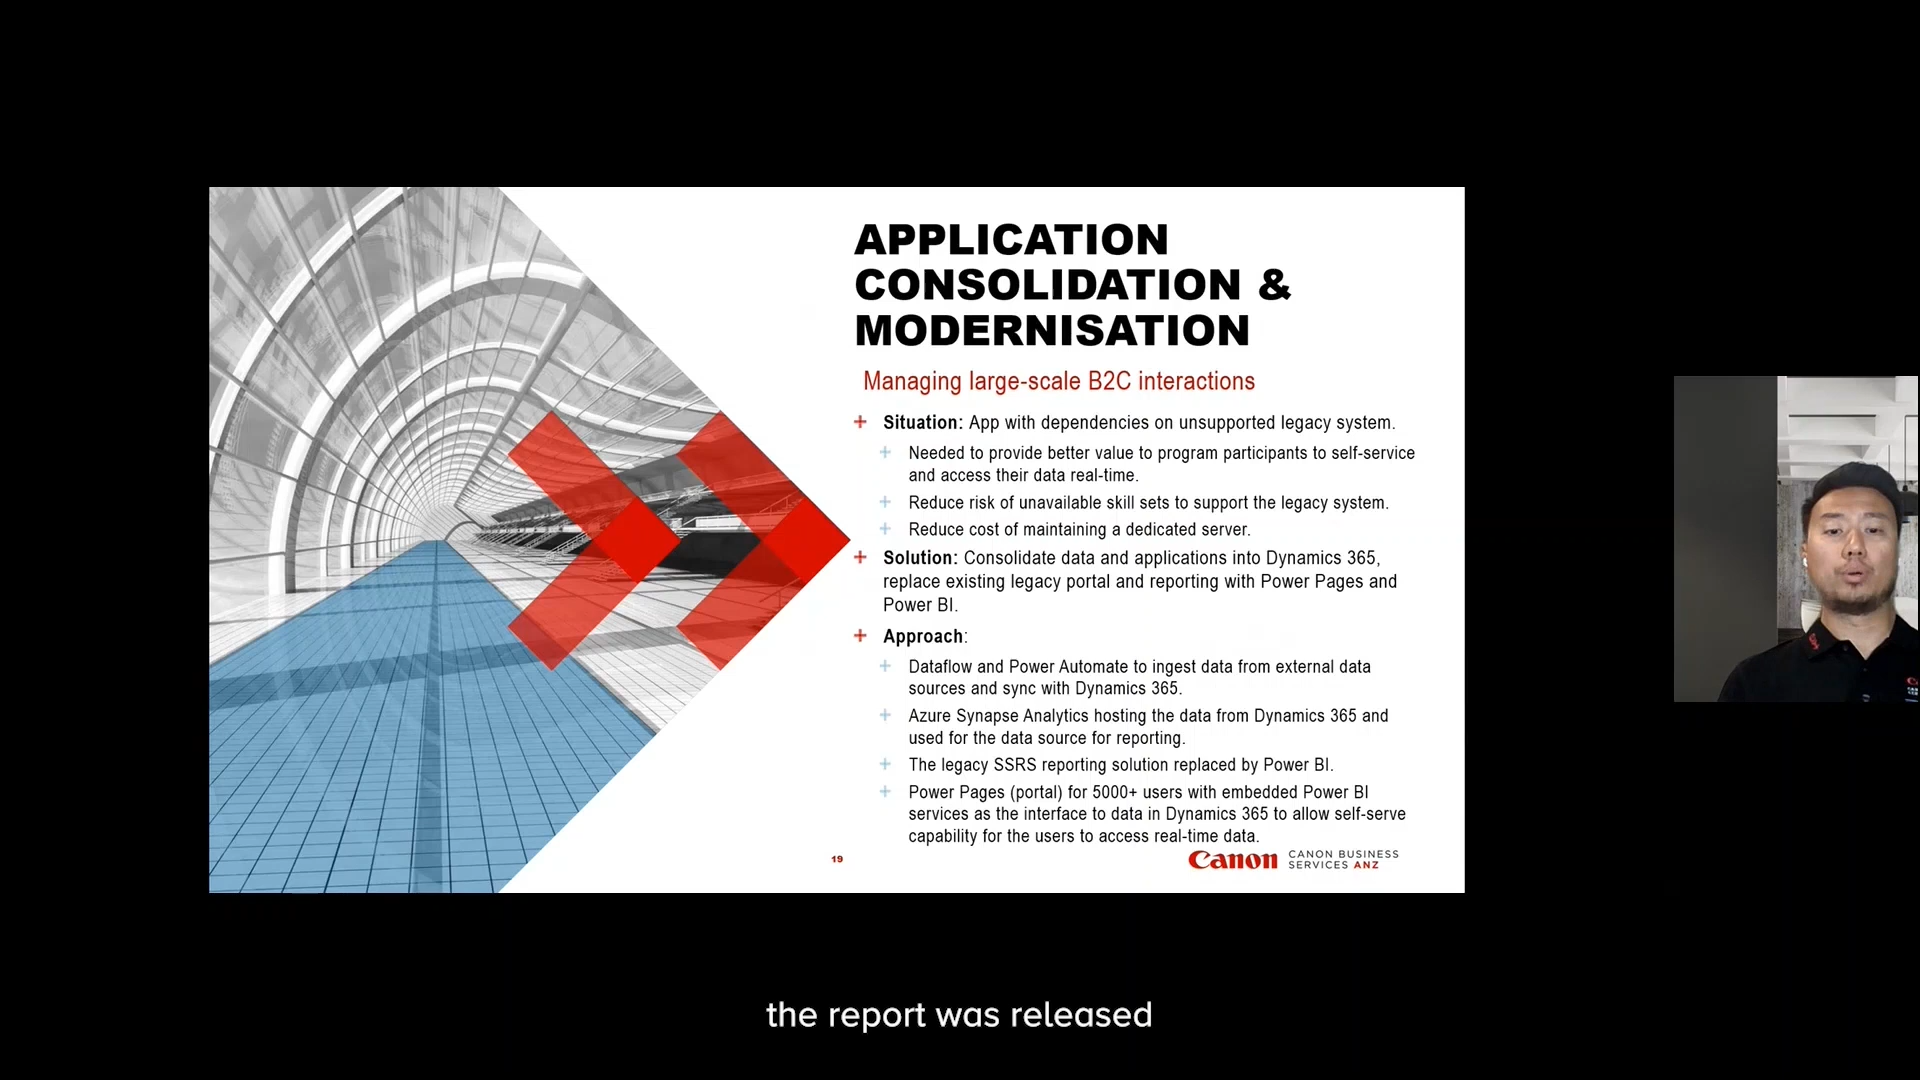 APPLICATION
CONSOLIDATION &
MODERNISATION
Managing large-scale B2C interactions
+ Situation: App with dependencies on unsupported legacy system.
+ Needed to provide better value to program participants to self-service
and access their data real-time.
+ Reduce risk of unavailable skill sets to support the legacy system.
+ Reduce cost of maintaining a dedicated server.
+ Solution: Consolidate data and applications into Dynamics 365,
replace existing legacy portal and reporting with Power Pages and
Power BI.
+ Approach:
+ Dataflow and Power Automate to ingest data from external data
sources and sync with Dynamics 365.
+ Azure Synapse Analytics hosting the data from Dynamics 365 and
used for the data source for reporting.
+ The legacy SSRS reporting solution replaced by Power BI.
+ Power Pages (portal) for 5000+ users with embedded Power BI
services as the interface to data in Dynamics 365 to allow self-serve
capability for the users to access real-time data.
19
Canon CANON BUSINESS
SERVICES ANZ
the report was released